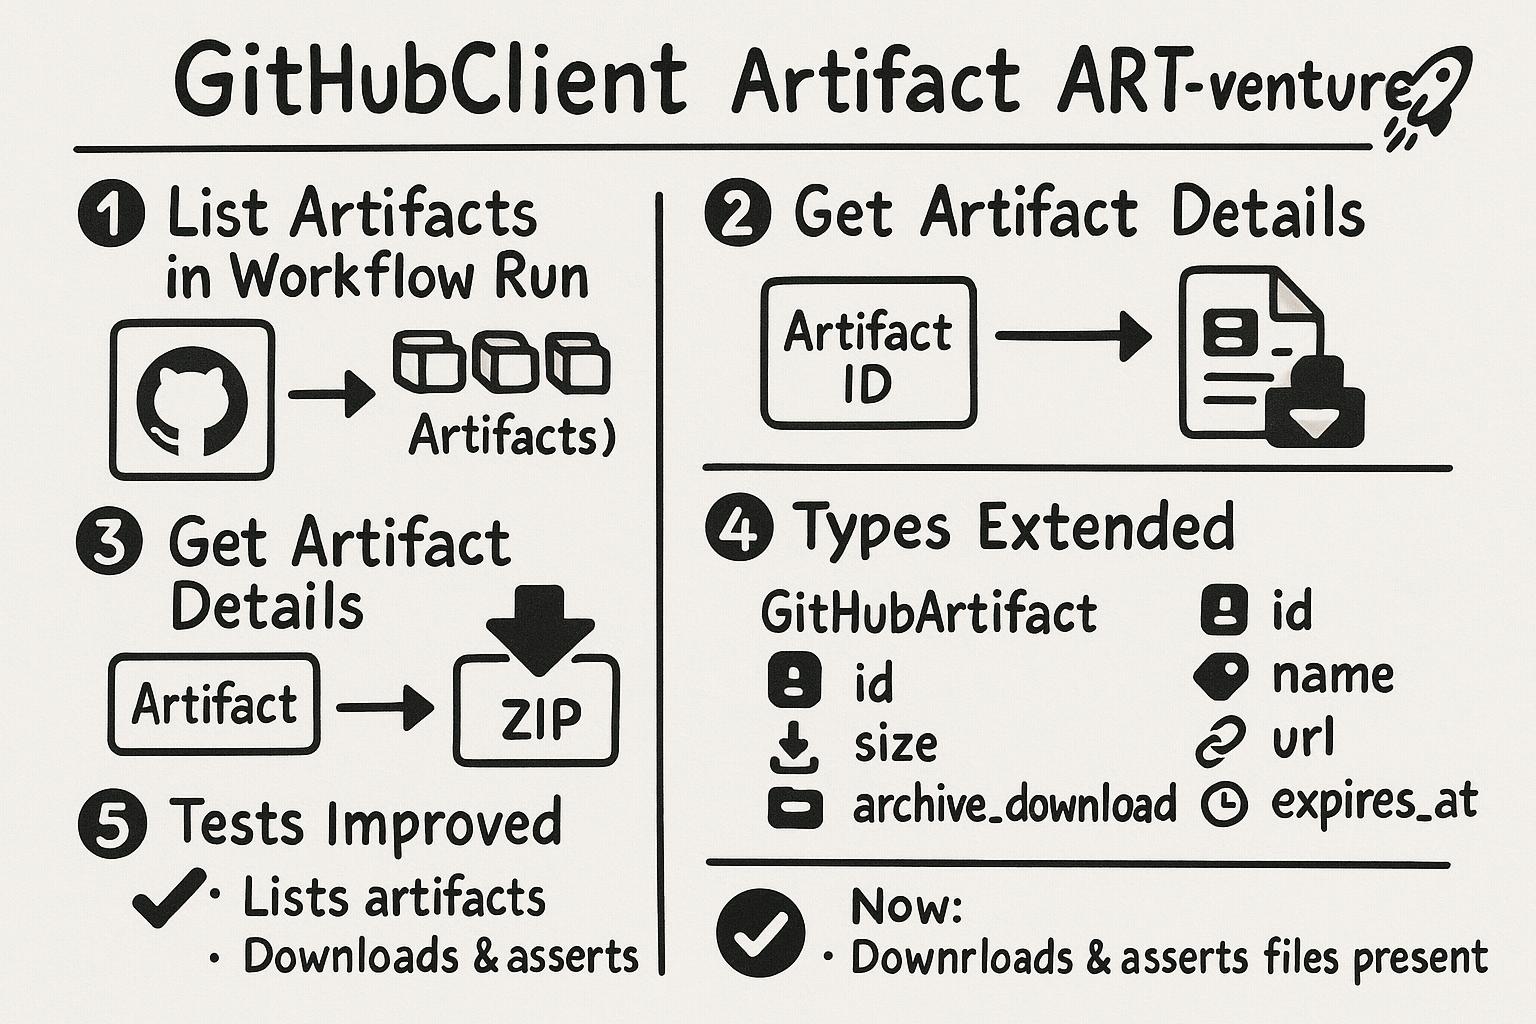 GitHubClient Artifact ART-venture
1 List Artifacts
in Workflow Run
Artifacts)
2 Get Artifact Details
Artifact
ID
3 Get Artifact
Details
Artifact
ZIP
4 Types Extended
GitHubArtifact
id
size
archive_download
id
name
url
expires_at
5 Tests Improved
• Lists artifacts
• Downloads & asserts
Now:
• Downrloads & asserts files present